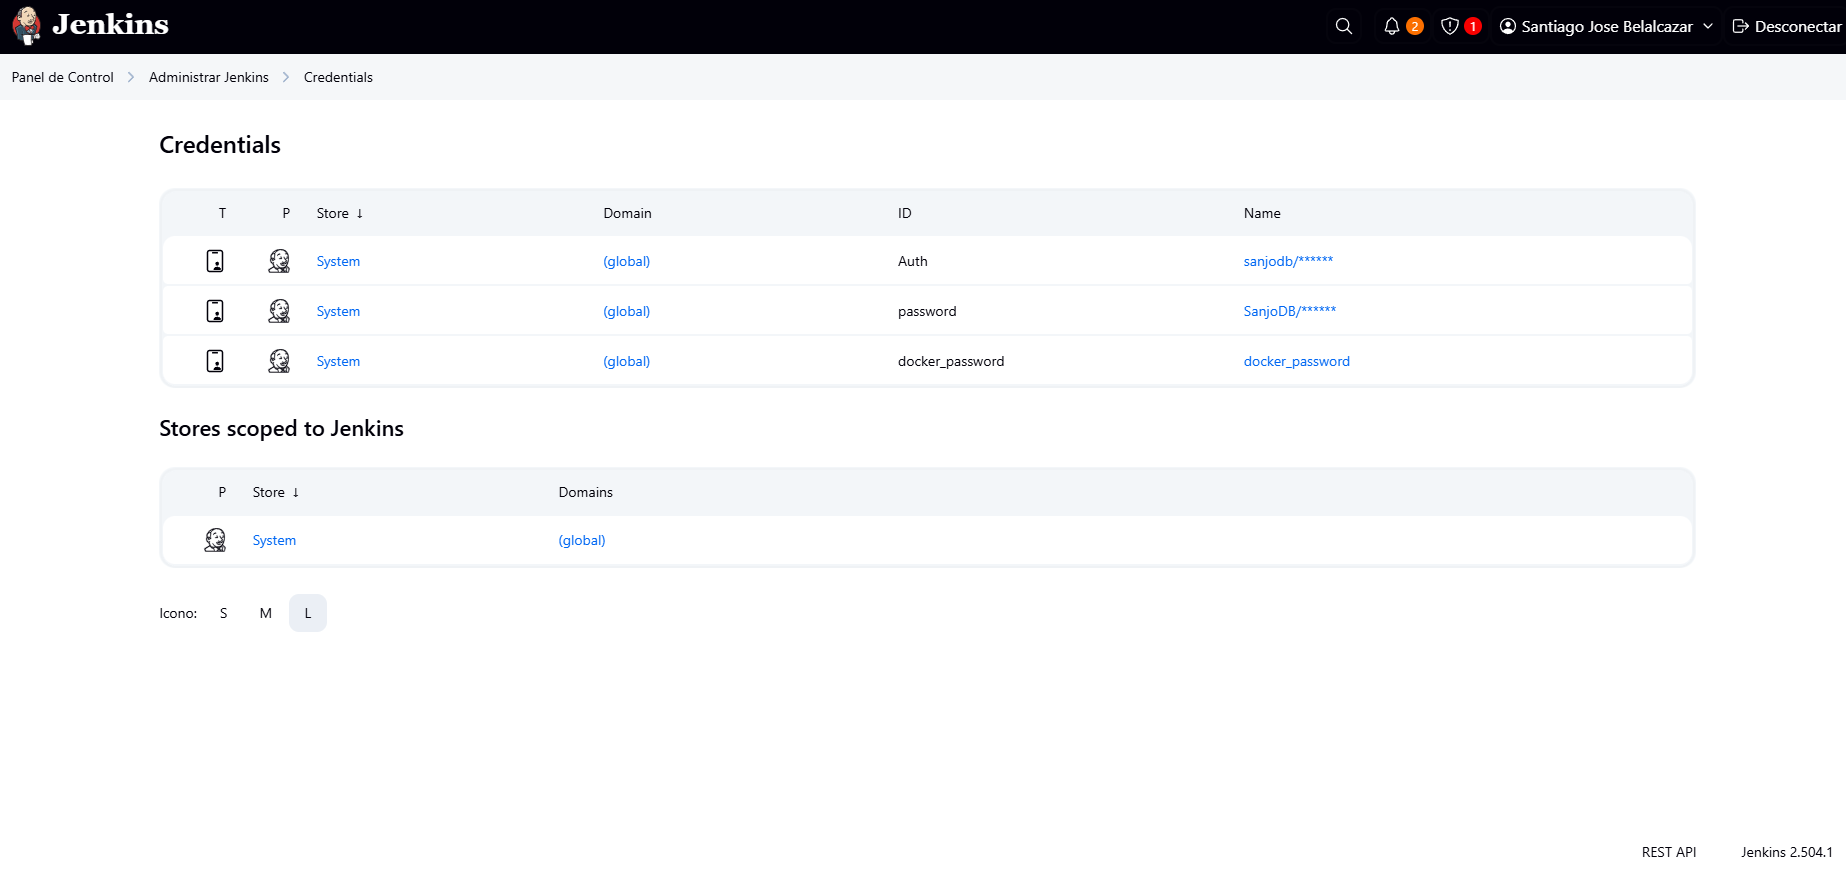 Jenkins
2
1
Santiago Jose Belalcazar
Desconectar
Panel de Control
Administrar Jenkins
Credentials
Credentials
T P Store ↓ Domain ID Name
System (global) Auth sanjodb/******
System (global) password SanjoDB/******
System (global) docker_password docker_password
Stores scoped to Jenkins
P Store ↓ Domains
System (global)
Icono: S M L
REST API Jenkins 2.504.1